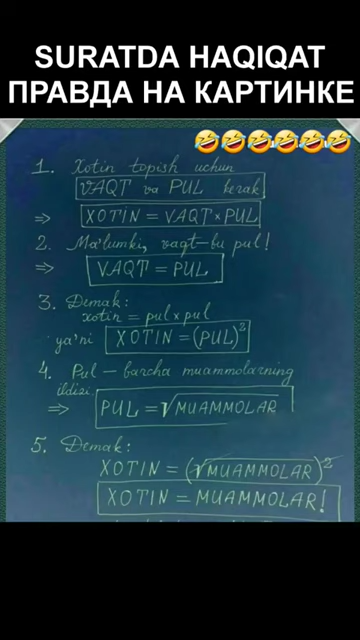 SURATDA HAQIQAT
ПРАВДА НА КАРТИНКЕ
1. Xotin topish uchun
VAQT va PUL kerak
⇒ XOTIN = VAQT × PUL
2. Ma'lumki, vaqt – bu pul!
⇒ VAQT = PUL
3. Demak:
xotin = pul × pul
ya'ni XOTIN = (PUL)²
4. Pul – barcha muammolarning
ildizi
⇒ PUL = √MUAMMOLAR
5. Demak:
XOTIN = (√MUAMMOLAR)²
XOTIN = MUAMMOLAR!